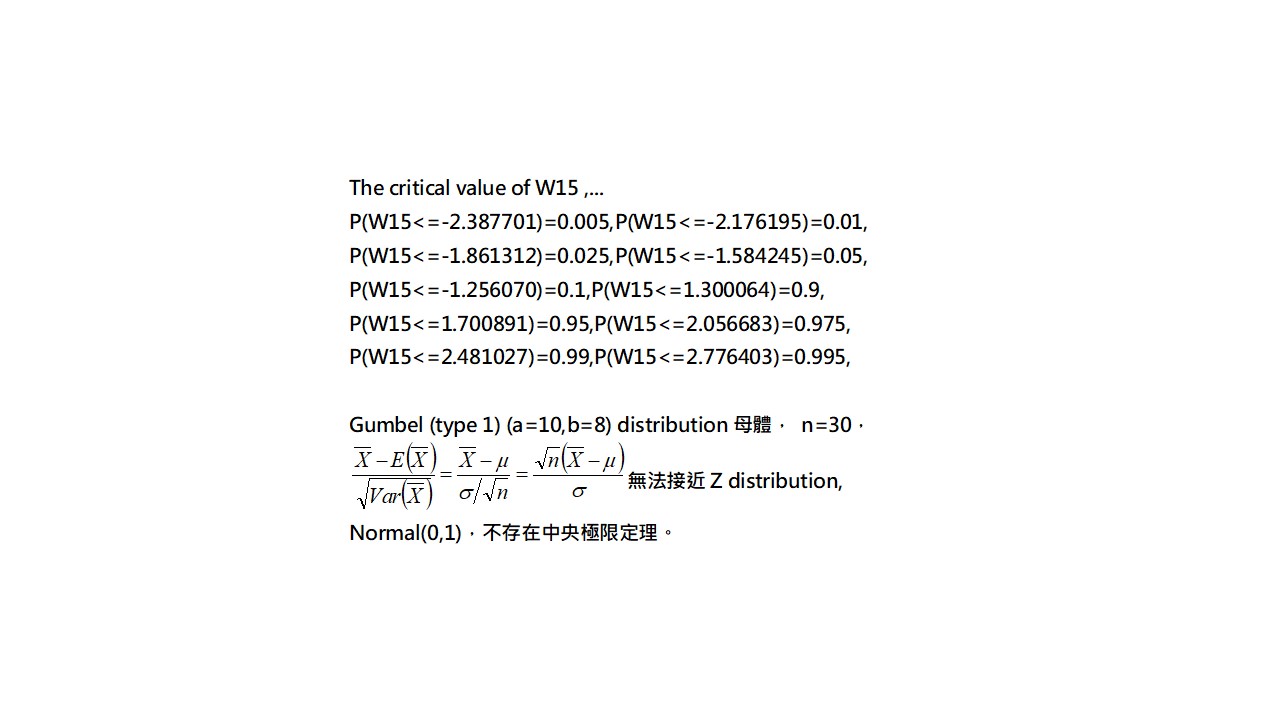 The critical value of W15 ,...
P(W15<=-2.387701)=0.005,P(W15<=-2.176195)=0.01,
P(W15<=-1.861312)=0.025,P(W15<=-1.584245)=0.05,
P(W15<=-1.256070)=0.1,P(W15<=1.300064)=0.9,
P(W15<=1.700891)=0.95,P(W15<=2.056683)=0.975,
P(W15<=2.481027)=0.99,P(W15<=2.776403)=0.995,
Gumbel (type 1) (a=10,b=8) distribution 母體， n=30，
\frac{\overline{X}-E(\overline{X})}{\sqrt{Var(\overline{X})}}=\frac{\overline{X}-\mu}{\sigma/\sqrt{n}}=\frac{\sqrt{n}(\overline{X}-\mu)}{\sigma} 無法接近 Z distribution,
Normal(0,1)，不存在中央極限定理。